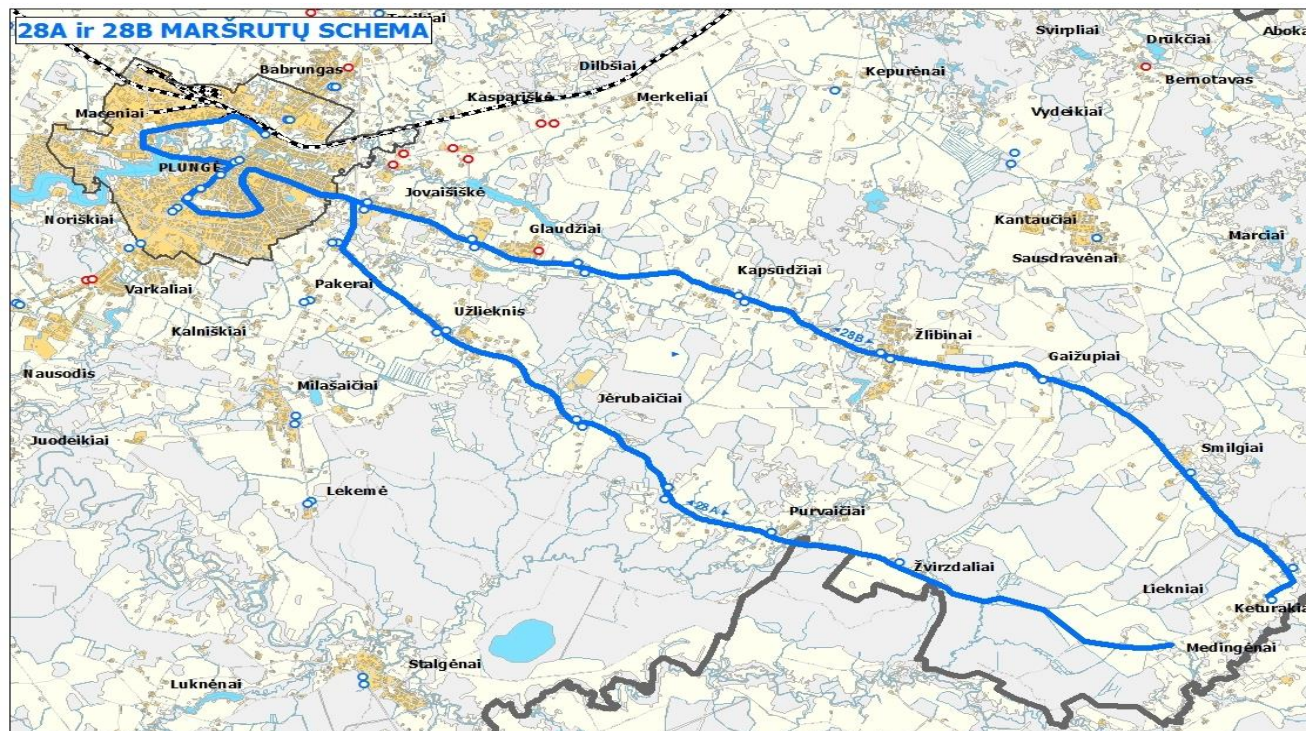 28A ir 28B MARŠRUTŲ SCHEMA
Svirpliai
Drūkčiai
Babrungas
Dilbšiai
Kepurėnai
Bernotavas
Kaspariškė
Merkeliai
Maceniai
Vydeikiai
PLUNGĖ
Jovaišiškė
Noriškiai
Glaudžiai
Kantaučiai
Marciai
Sausdravėnai
Kapsūdžiai
Varkaliai
Pakerai
Užlieknis
Kalniškiai
28B
Žlibinai
Gaižupiai
Nausodis
Milašaičiai
Jėrubaičiai
Juodeikiai
Smilgiai
Lekemė
28A
Purvaičiai
Žvirzdaliai
Liekniai
Keturakia
Medingėnai
Stalgėnai
Luknėnai